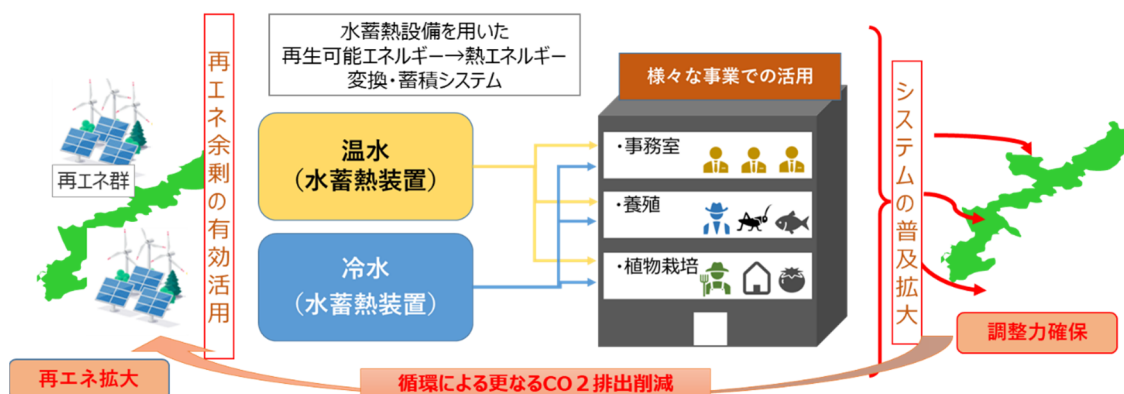 再エネ群
再エネ余剰の有効活用
水蓄熱設備を用いた
再生可能エネルギー→熱エネルギー
変換・蓄積システム
温水
（水蓄熱装置）
冷水
（水蓄熱装置）
様々な事業での活用
・事務室
・養殖
・植物栽培
システムの普及拡大
調整力確保
循環による更なるCO２排出削減
再エネ拡大